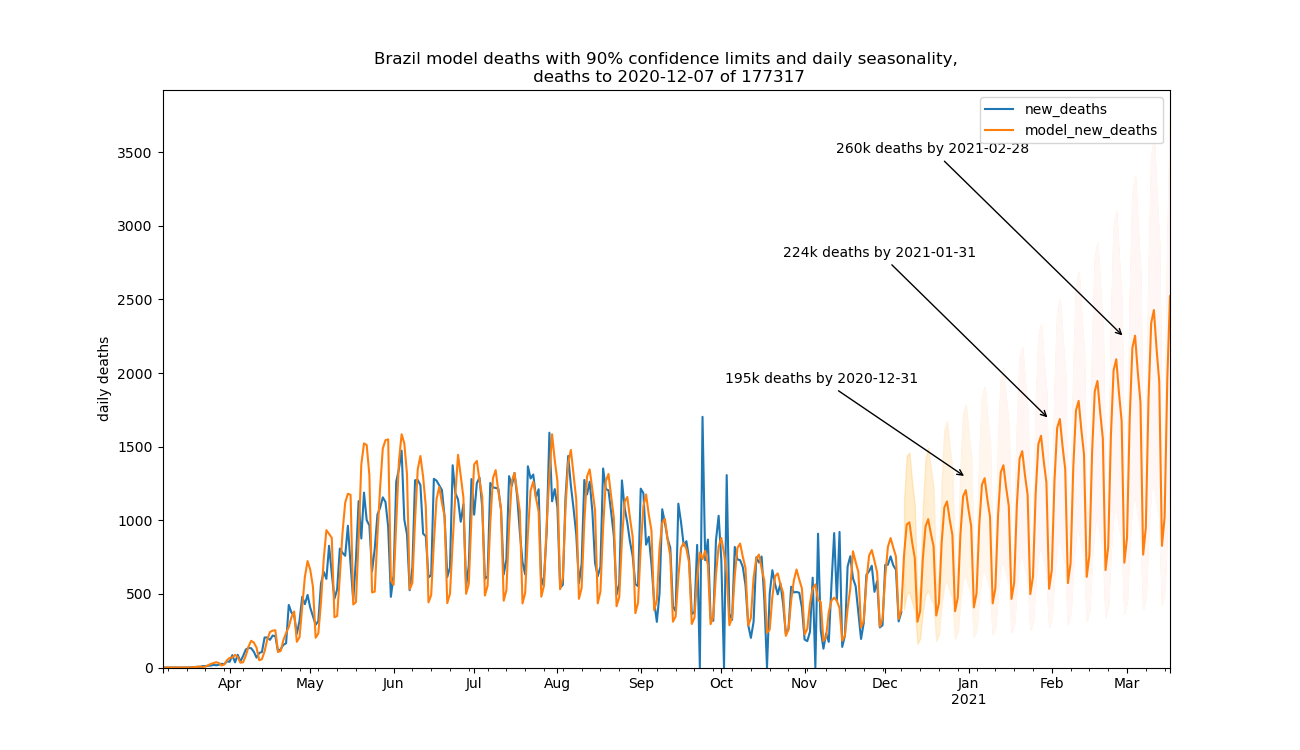 Brazil model deaths with 90% confidence limits and daily seasonality,
deaths to 2020-12-07 of 177317
new_deaths
model_new_deaths
260k deaths by 2021-02-28
224k deaths by 2021-01-31
195k deaths by 2020-12-31
daily deaths
3500
3000
2500
2000
1500
1000
500
0
Apr May Jun Jul Aug Sep Oct Nov Dec Jan Feb Mar
2021